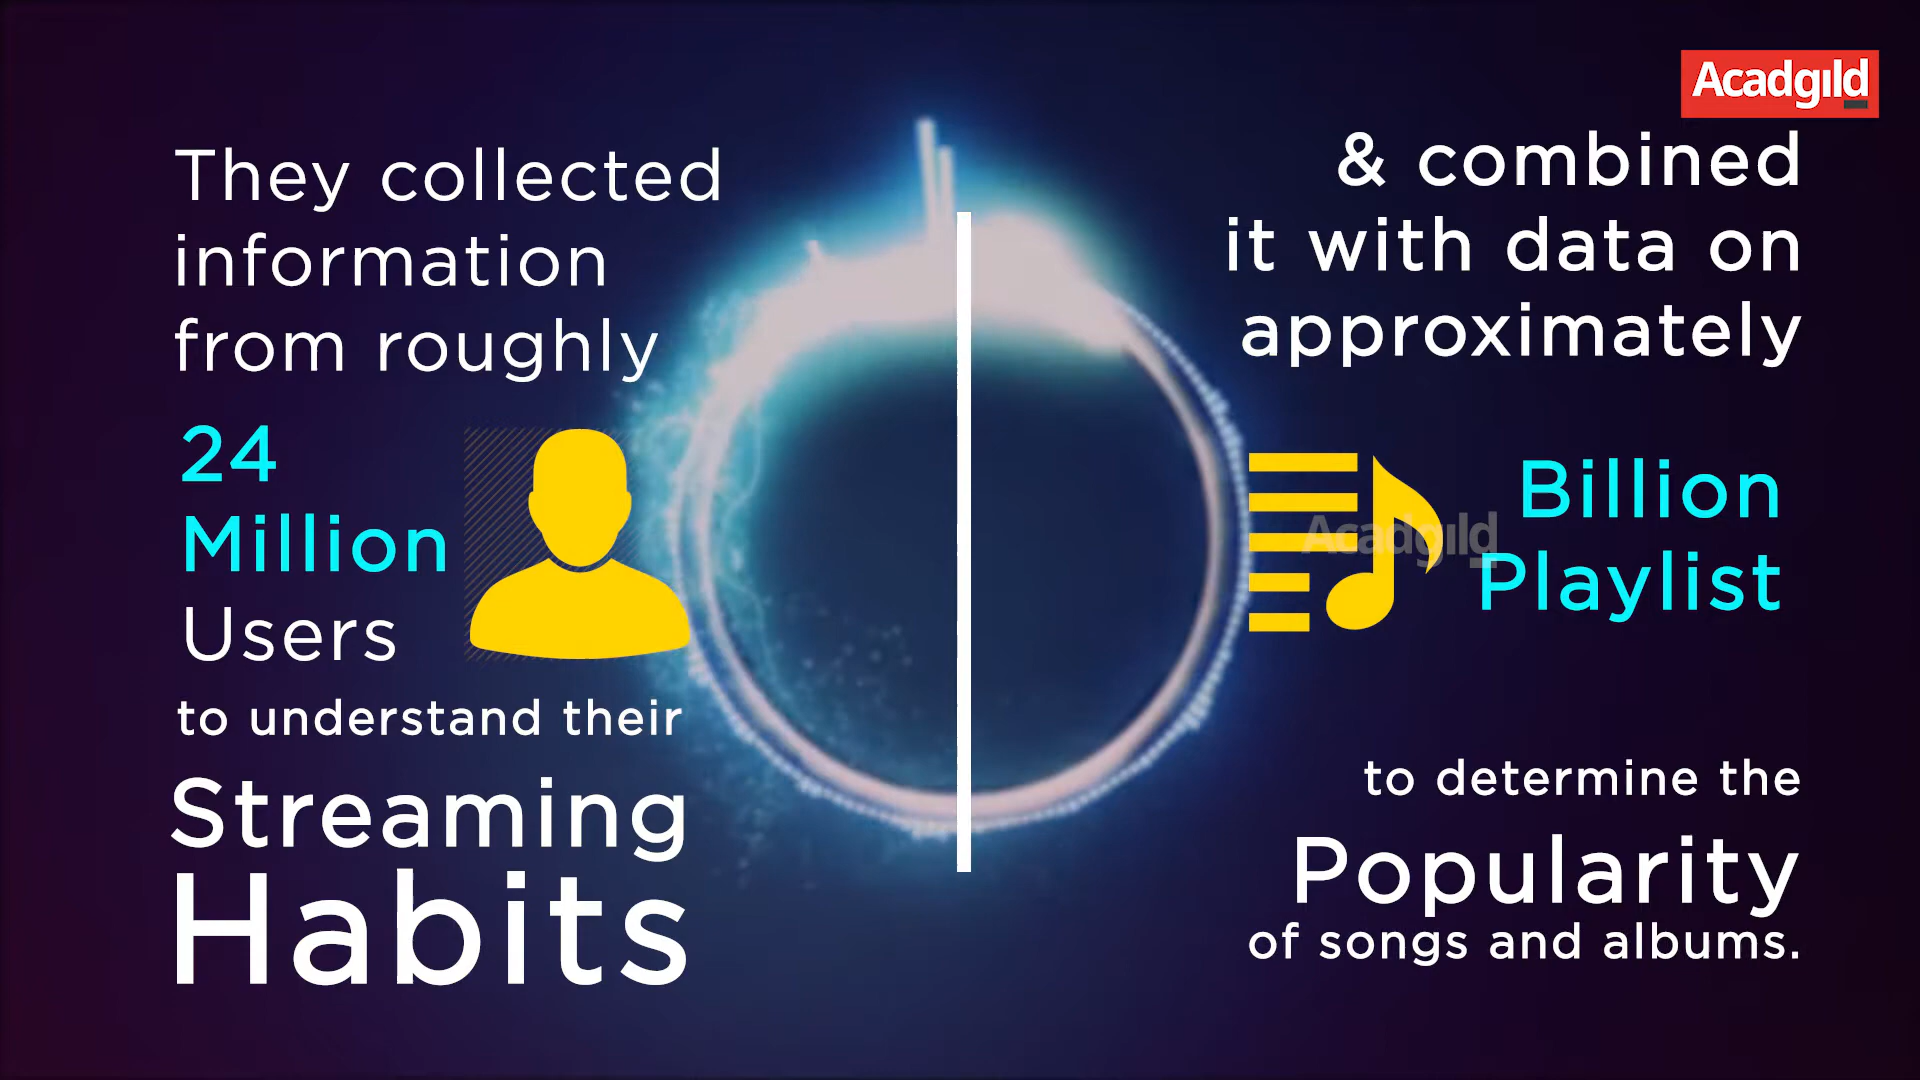 Acadgild
They collected
information
from roughly
24
Million
Users
to understand their
Streaming
Habits
& combined
it with data on
approximately
Billion
Playlist
Acadgild
to determine the
Popularity
of songs and albums.